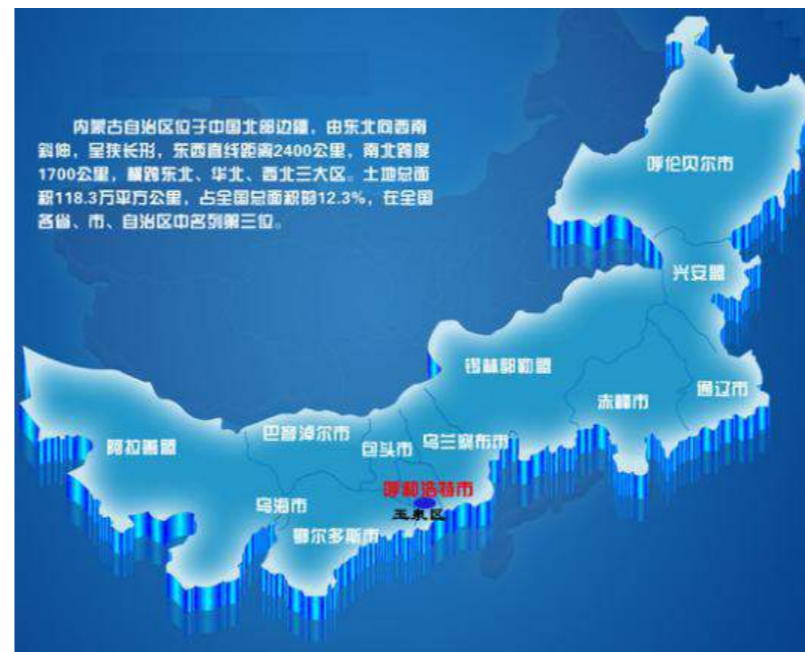 内蒙古自治区位于中国北部边疆，由东北向西南
斜伸，呈狭长形，东西直线距离2400公里，南北跨度
1700公里，横跨东北、华北、西北三大区。土地总面
积118.3万平方公里，占全国总面积的12.3%，在全国
各省、市、自治区中名列第三位。
呼伦贝尔市
兴安盟
锡林郭勒盟
通辽市
赤峰市
巴彦淖尔市
乌兰察布市
包头市
阿拉善盟
呼和浩特市
乌海市
玉泉区
鄂尔多斯市